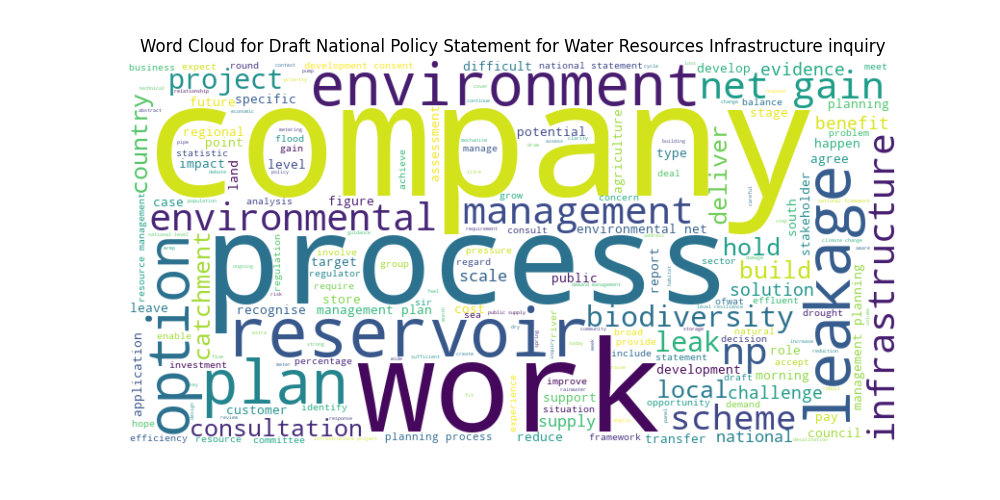 Word Cloud for Draft National Policy Statement for Water Resources Infrastructure inquiry
business expect round development consent difficult national statement cycle develop evidence meet
project environment net gain
future specific planning
country company stage benefit
regional point statistic flood gain potential balance problem
impact level land assessment achieve manage agriculture type deal deliver happen agree
case analysis figure grow concern stakeholder south
environmental management consult environmental net
process hold
resource management catchment regulation involve target regulator require group pressure regard scale public report sector build solution
option leave recognise store management plan sir cost sea public supply ofwat effluent drought
reservoir biodiversity leakage infrastructure management planning
enable investment percentage community broad provide include leak decision statement natural role accept
plan work np development draft morning
application customer identify improve situation support experience local opportunity challenge demand
hope consultation supply scheme pay council
efficiency resource committee planning process reduce framework transfer national